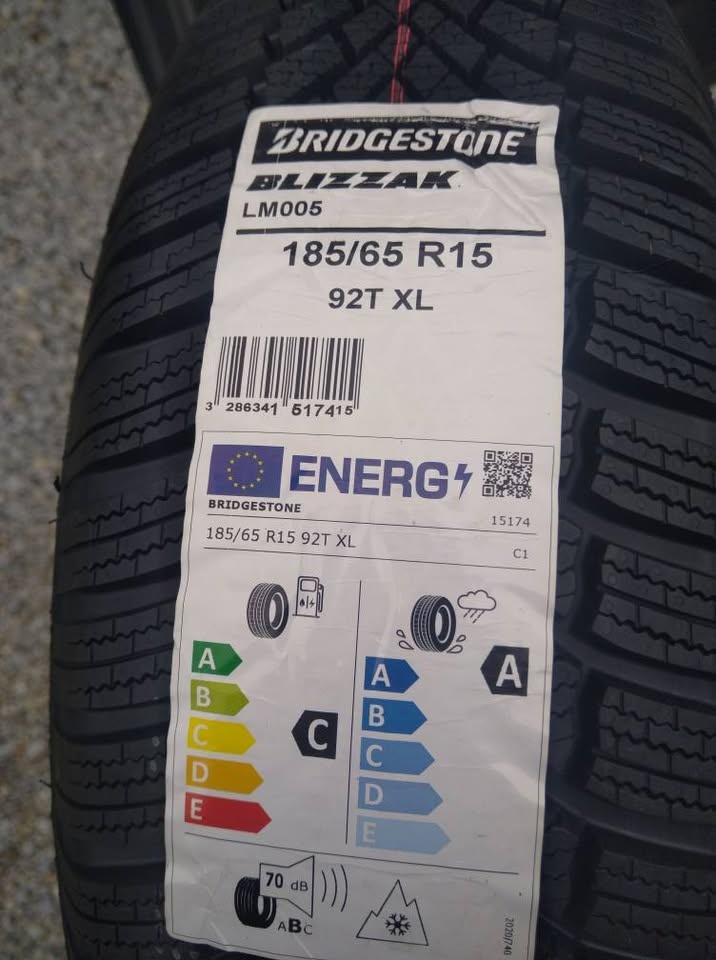 BRIDGESTONE
BLIZZAK
LM005
185/65 R15
92T XL
3 286341 517415
ENERG
BRIDGESTONE
15174
185/65 R15 92T XL
C1
A
B
C
D
E
C
A
B
C
D
E
A
70 dB
ABC
2020/740